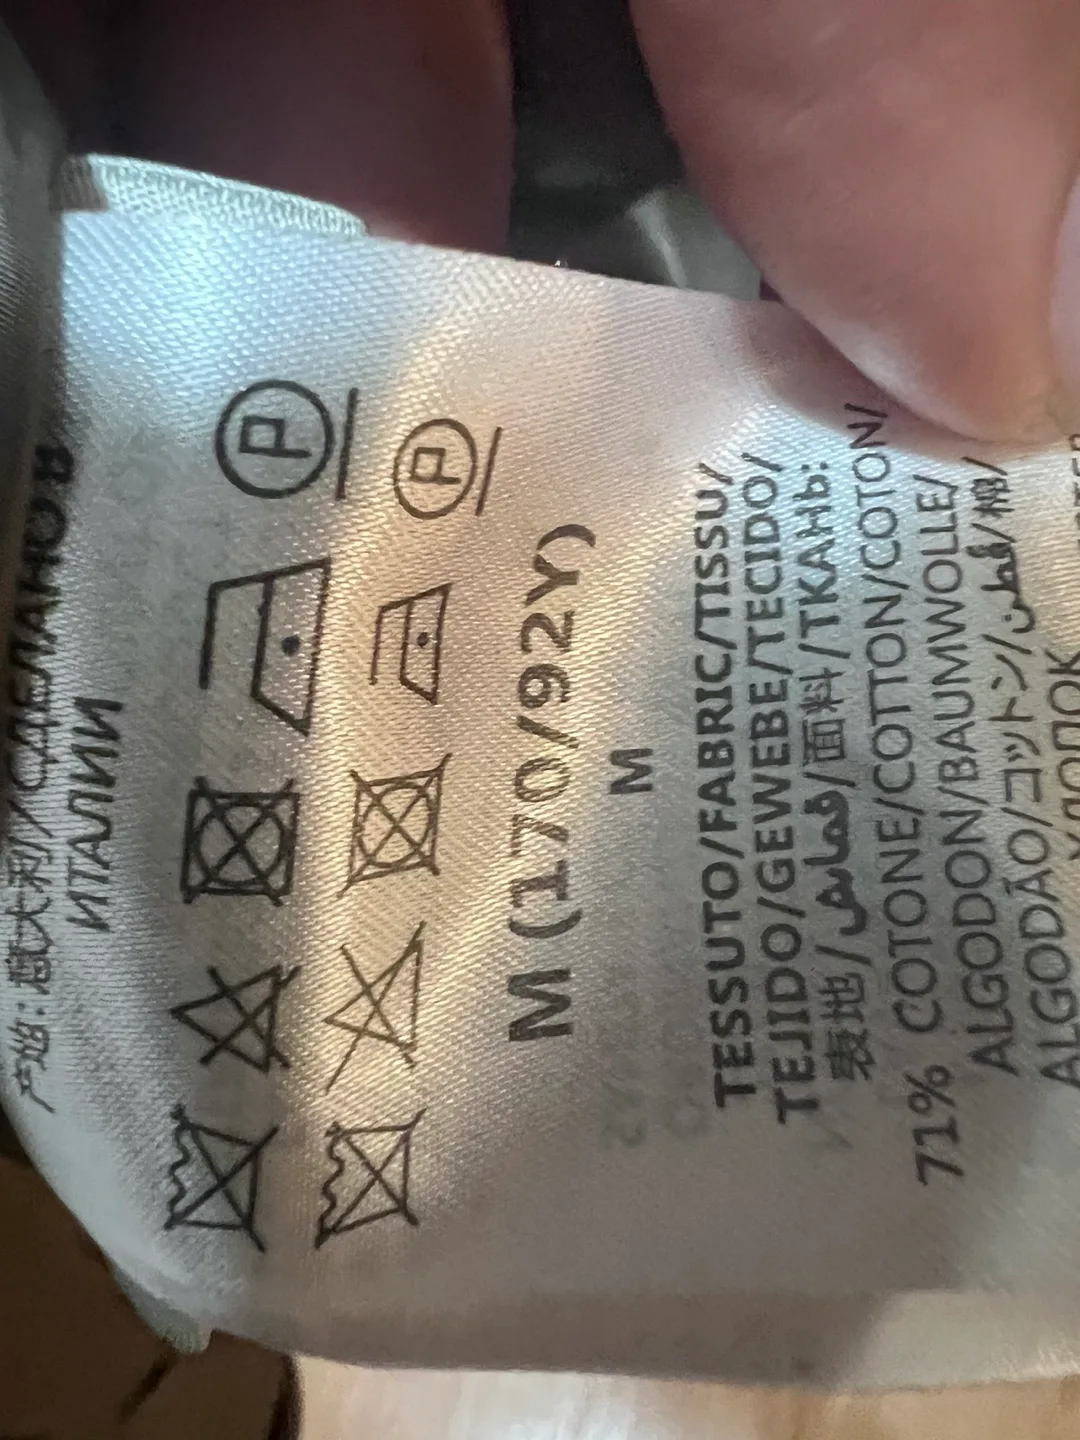 产地:意大利/СДЕЛАНО В
ИТАЛИИ
P
P
M (170/92Y)
M
TESSUTO/FABRIC/TISSU/
TEJIDO/GEWEBE/TECIDO/
表地/قماش/面料/ТКАНЬ:
71% COTONE/COTTON/COTON/
ALGODON/BAUMWOLLE/
ALGODÃO/コットン/قطن/棉/
ХЛОПОК